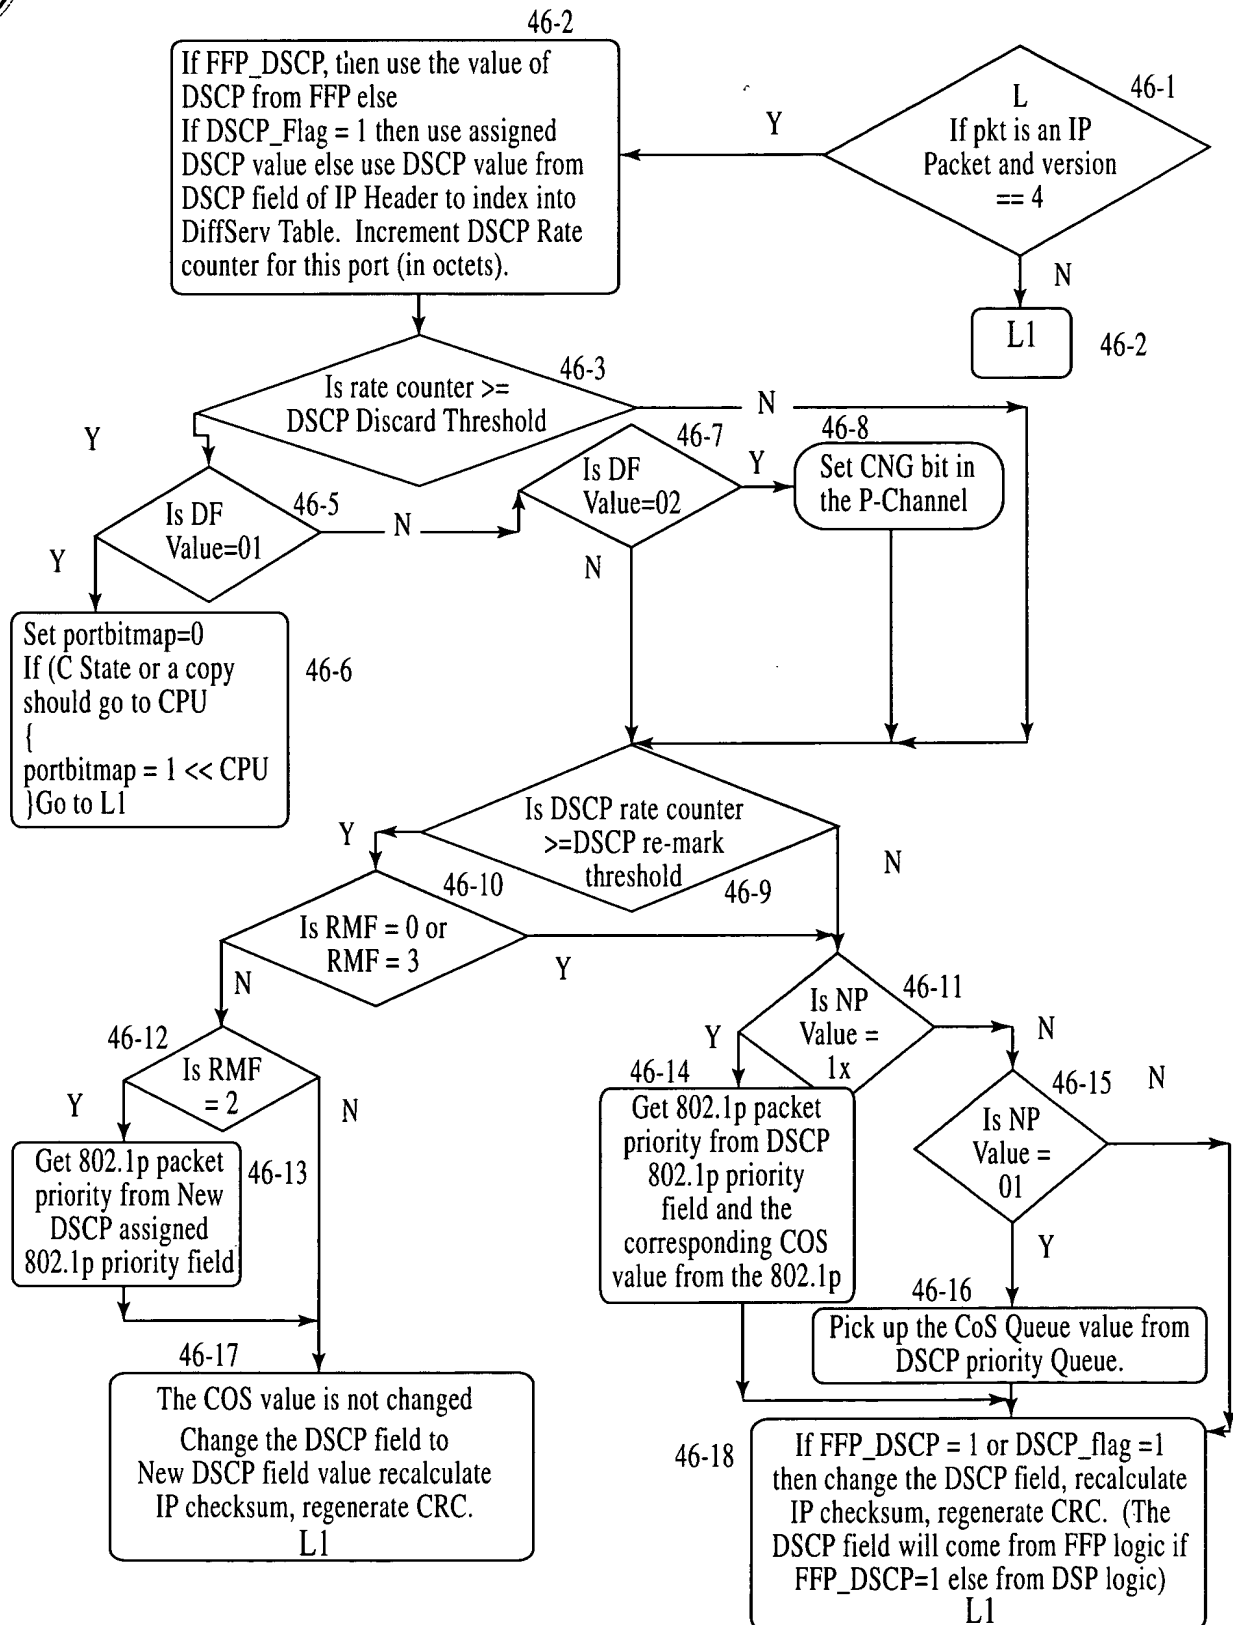 46-2
If FFP_DSCP, then use the value of
DSCP from FFP else
If DSCP_Flag = 1 then use assigned
DSCP value else use DSCP value from
DSCP field of IP Header to index into
DiffServ Table. Increment DSCP Rate
counter for this port (in octets).
Y
46-1
L
If pkt is an IP
Packet and version
== 4
N
L1
46-2
46-3
Is rate counter >=
DSCP Discard Threshold
N
Y
46-5
Is DF
Value=01
N
Y
46-7
Is DF
Value=02
Y
N
46-8
Set CNG bit in
the P-Channel
Set portbitmap=0
If (C State or a copy
should go to CPU
{
portbitmap = 1 << CPU
}Go to L1
46-6
Is DSCP rate counter
>=DSCP re-mark
threshold
46-9
Y
N
46-10
Is RMF = 0 or
RMF = 3
Y
N
46-11
Is NP
Value =
1x
Y
N
46-12
Is RMF
= 2
Y
N
46-14
Get 802.1p packet
priority from DSCP
802.1p priority
field and the
corresponding COS
value from the 802.1p
46-15
Is NP
Value =
01
N
Y
46-13
Get 802.1p packet
priority from New
DSCP assigned
802.1p priority field
46-16
Pick up the CoS Queue value from
DSCP priority Queue.
46-17
The COS value is not changed
Change the DSCP field to
New DSCP field value recalculate
IP checksum, regenerate CRC.
L1
46-18
If FFP_DSCP = 1 or DSCP_flag =1
then change the DSCP field, recalculate
IP checksum, regenerate CRC. (The
DSCP field will come from FFP logic if
FFP_DSCP=1 else from DSP logic)
L1